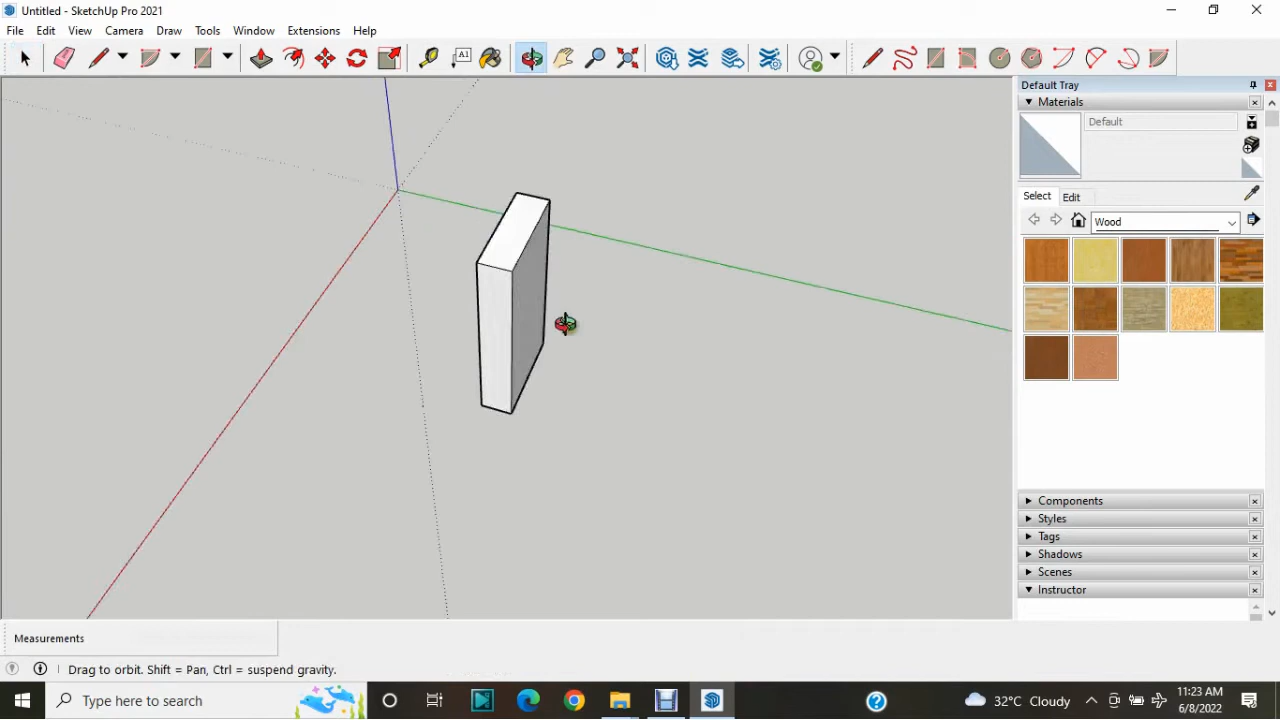 Untitled - SketchUp Pro 2021
File Edit View Camera Draw Tools Window Extensions Help
A1
Default Tray
Materials
Default
Select Edit
Wood
Components
Styles
Tags
Shadows
Scenes
Instructor
Measurements
Drag to orbit. Shift = Pan, Ctrl = suspend gravity.
Type here to search
32°C Cloudy
11:23 AM
6/8/2022